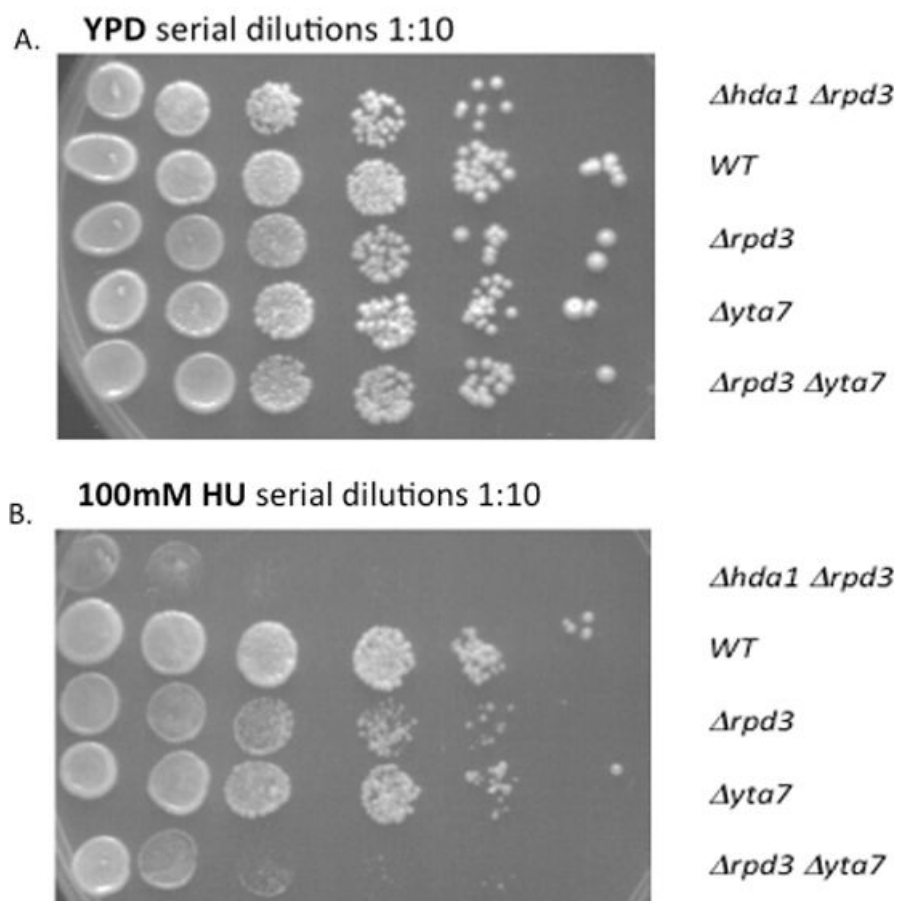 A. YPD serial dilutions 1:10
Δhda1 Δrpd3
WT
Δrpd3
Δyta7
Δrpd3 Δyta7
B. 100mM HU serial dilutions 1:10
Δhda1 Δrpd3
WT
Δrpd3
Δyta7
Δrpd3 Δyta7